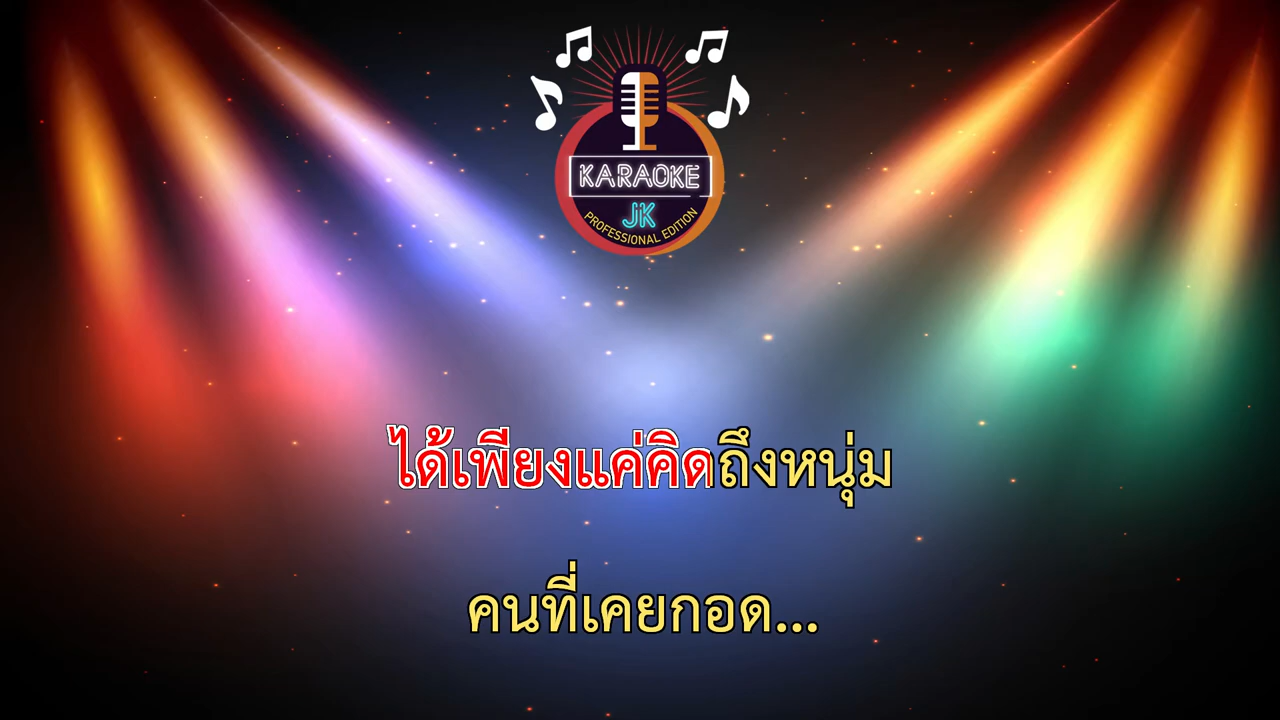 KARAOKE
JK
PROFESSIONAL EDITION
ได้เพียงแค่คิดถึงหนุ่ม
คนที่เคยกอด...